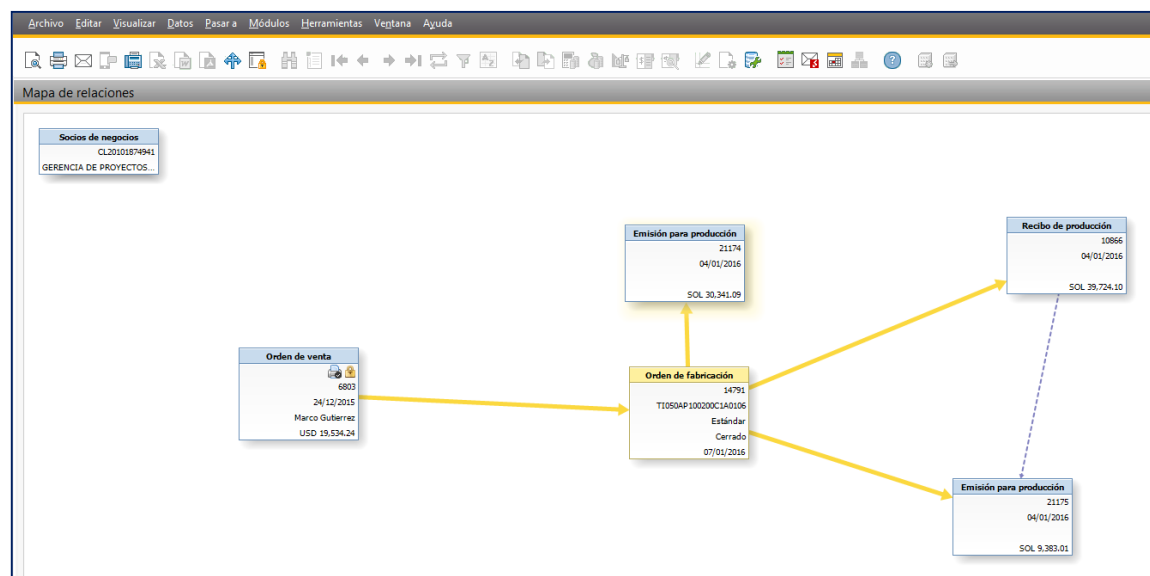 Archivo Editar Visualizar Datos Pasar a Módulos Herramientas Ventana Ayuda
Mapa de relaciones
Socios de negocios
CL20101874941
GERENCIA DE PROYECTOS...
Emisión para producción
21174
04/01/2016
SOL 30,341.09
Recibo de producción
10866
04/01/2016
SOL 39,724.10
Orden de venta
6803
24/12/2015
Marco Gutierrez
USD 19,534.24
Orden de fabricación
14791
TI050AP100200C1A0106
Estándar
Cerrado
07/01/2016
Emisión para producción
21175
04/01/2016
SOL 9,383.01